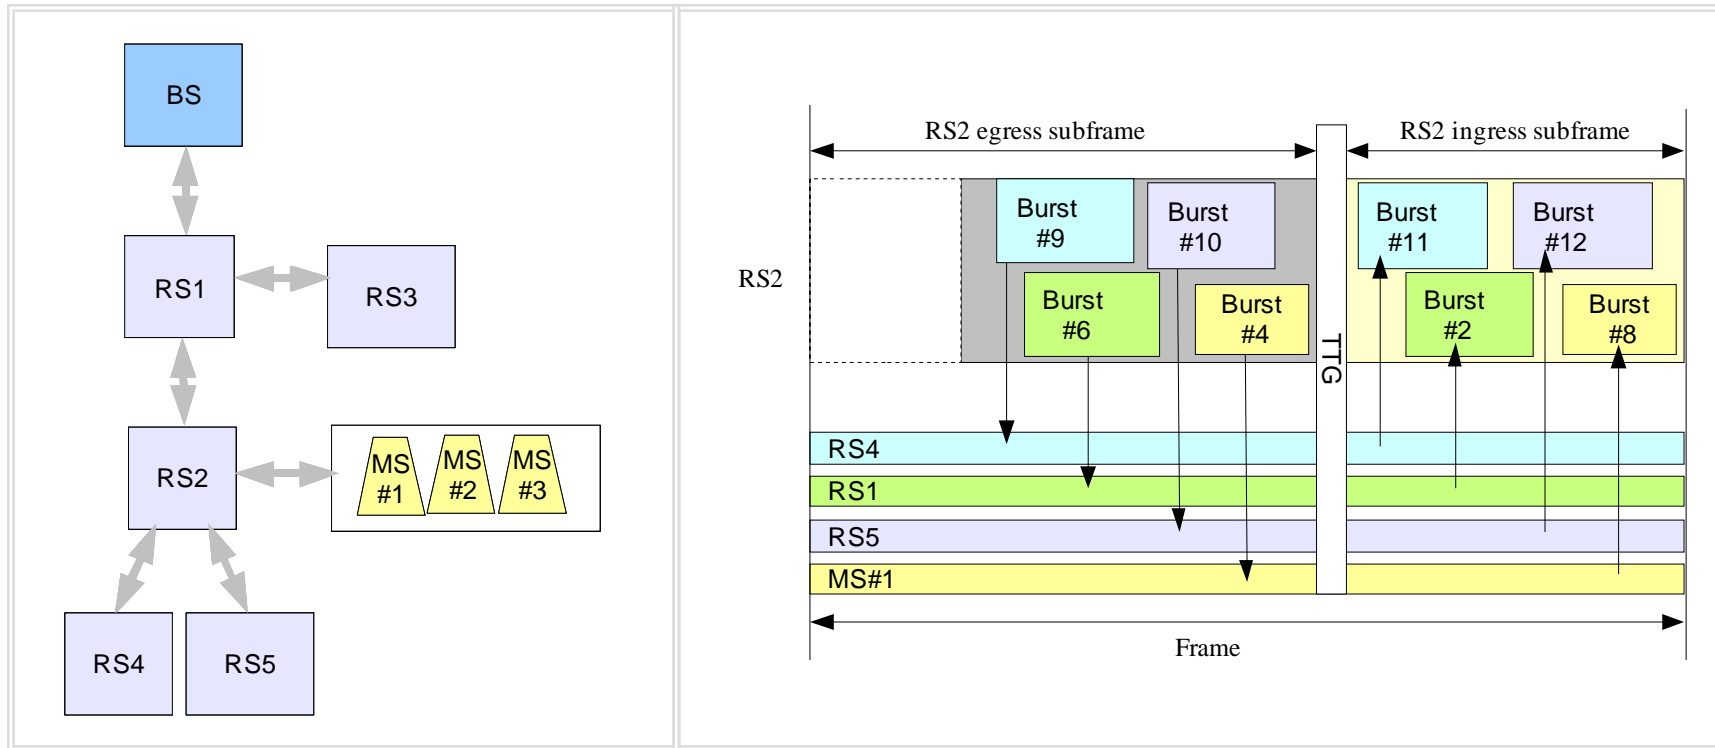 BS
RS1
RS3
RS2
MS
#1
MS
#2
MS
#3
RS4
RS5
RS2 egress subframe
RS2 ingress subframe
RS2
Burst
#9
Burst
#10
Burst
#6
Burst
#4
TTG
Burst
#11
Burst
#12
Burst
#2
Burst
#8
RS4
RS1
RS5
MS#1
Frame